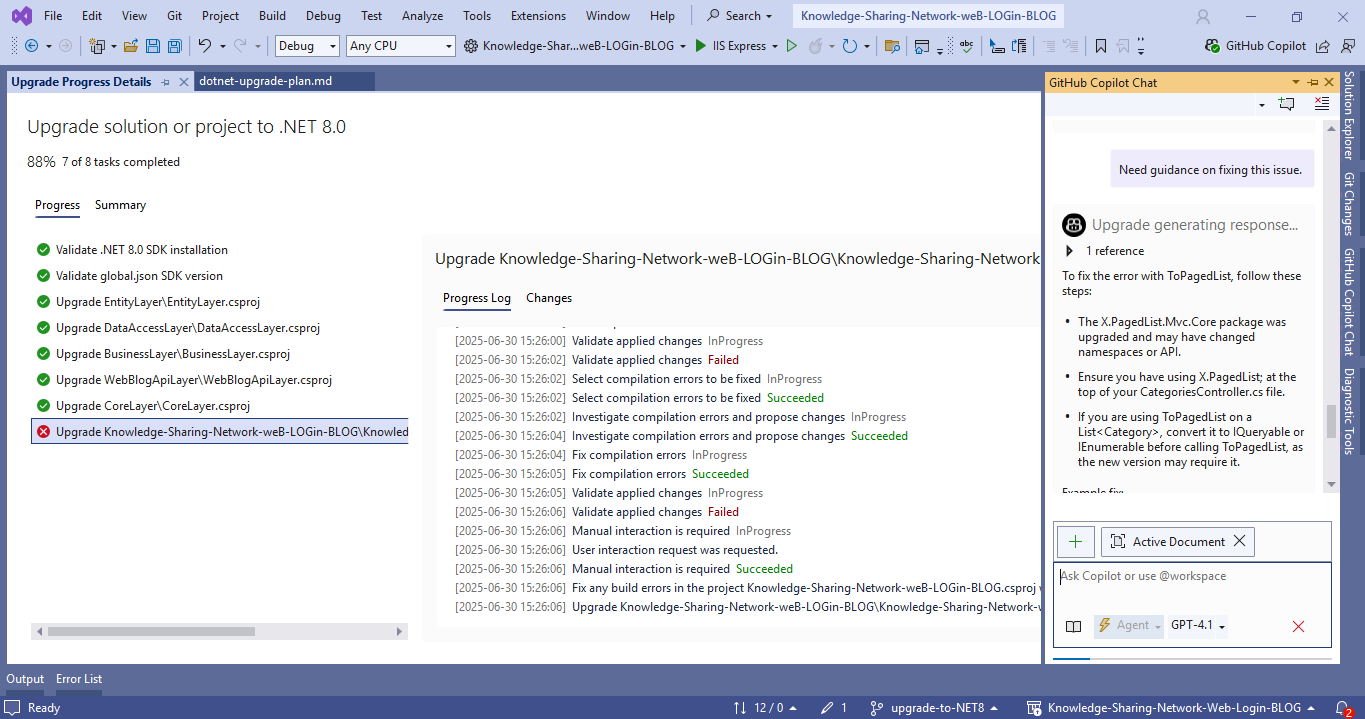 File Edit View Git Project Build Debug Test Analyze Tools Extensions Window Help Search Knowledge-Sharing-Network-weB-LOGin-BLOG
Debug Any CPU Knowledge-Shar...weB-LOGin-BLOG IIS Express abc GitHub Copilot
Upgrade Progress Details dotnet-upgrade-plan.md
Upgrade solution or project to .NET 8.0
88% 7 of 8 tasks completed
Progress Summary
Validate .NET 8.0 SDK installation
Validate global.json SDK version
Upgrade EntityLayer\EntityLayer.csproj
Upgrade DataAccessLayer\DataAccessLayer.csproj
Upgrade BusinessLayer\BusinessLayer.csproj
Upgrade WebBlogApiLayer\WebBlogApiLayer.csproj
Upgrade CoreLayer\CoreLayer.csproj
Upgrade Knowledge-Sharing-Network-weB-LOGin-BLOG\Knowled
Upgrade Knowledge-Sharing-Network-weB-LOGin-BLOG\Knowledge-Sharing-Network
Progress Log Changes
[2025-06-30 15:26:00] Validate applied changes InProgress
[2025-06-30 15:26:02] Validate applied changes Failed
[2025-06-30 15:26:02] Select compilation errors to be fixed InProgress
[2025-06-30 15:26:02] Select compilation errors to be fixed Succeeded
[2025-06-30 15:26:02] Investigate compilation errors and propose changes InProgress
[2025-06-30 15:26:04] Investigate compilation errors and propose changes Succeeded
[2025-06-30 15:26:04] Fix compilation errors InProgress
[2025-06-30 15:26:05] Fix compilation errors Succeeded
[2025-06-30 15:26:05] Validate applied changes InProgress
[2025-06-30 15:26:06] Validate applied changes Failed
[2025-06-30 15:26:06] Manual interaction is required InProgress
[2025-06-30 15:26:06] User interaction request was requested.
[2025-06-30 15:26:06] Manual interaction is required Succeeded
[2025-06-30 15:26:06] Fix any build errors in the project Knowledge-Sharing-Network-weB-LOGin-BLOG.csproj
[2025-06-30 15:26:06] Upgrade Knowledge-Sharing-Network-weB-LOGin-BLOG\Knowledge-Sharing-Network-w
GitHub Copilot Chat
Need guidance on fixing this issue.
Upgrade generating response...
1 reference
To fix the error with ToPagedList, follow these
steps:
• The X.PagedList.Mvc.Core package was
upgraded and may have changed
namespaces or API.
• Ensure you have using X.PagedList; at the
top of your CategoriesController.cs file.
• If you are using ToPagedList on a
List<Category>, convert it to IQueryable or
IEnumerable before calling ToPagedList, as
the new version may require it.
Example fix:
Active Document
Ask Copilot or use @workspace
Agent GPT-4.1
Solution Explorer
Git Changes
GitHub Copilot Chat
Diagnostic Tools
Output Error List
Ready 12 / 0 1 upgrade-to-NET8 Knowledge-Sharing-Network-Web-Login-BLOG 2